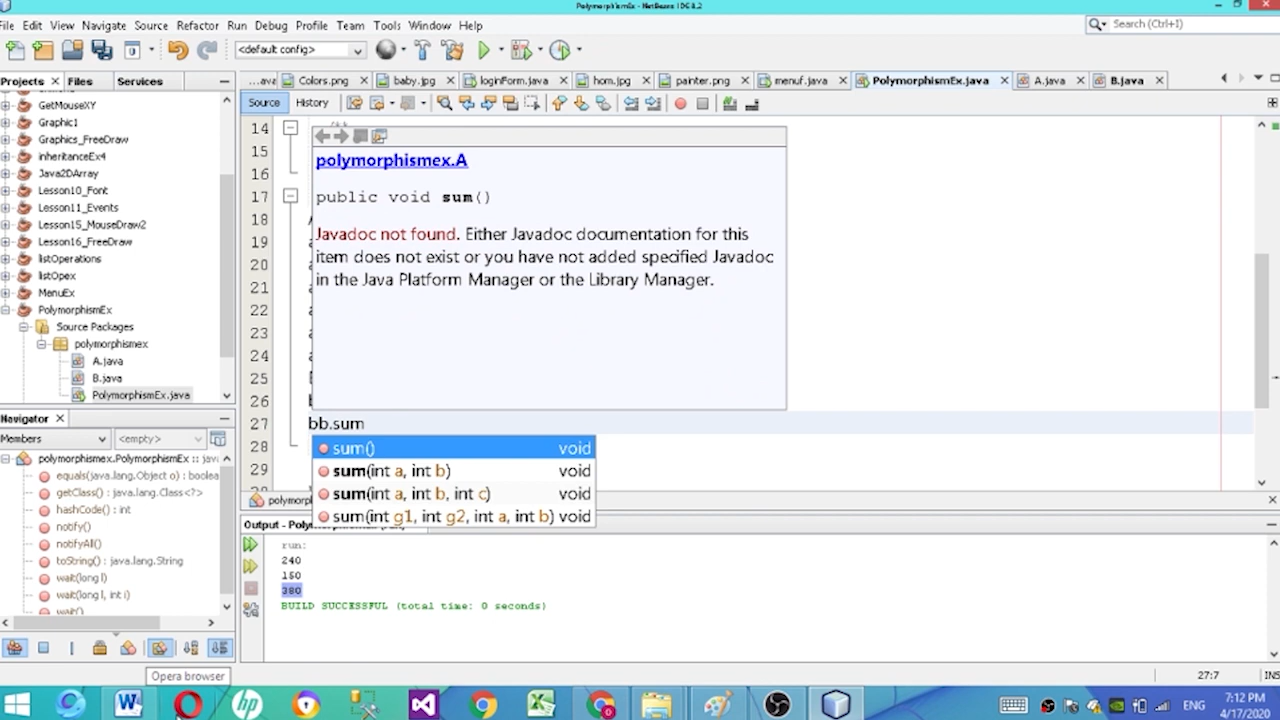 PolymorphismEx - NetBeans IDE 8.2
File Edit View Navigate Source Refactor Run Debug Profile Team Tools Window Help
Search (Ctrl+I)
<default config>
Projects Files Services
...ava Colors.png baby.jpg loginForm.java hom.jpg painter.png menuf.java PolymorphismEx.java A.java B.java
Source History
GetMouseXY
Graphic1
Graphics_FreeDraw
inheritanceEx4
Java2DArray
Lesson10_Font
Lesson11_Events
Lesson15_MouseDraw2
Lesson16_FreeDraw
listOperations
listOpex
MenuEx
PolymorphismEx
Source Packages
polymorphismex
A.java
B.java
PolymorphismEx.java
14
15
16
17
18
19
20
21
22
23
24
25
26
27 bb.sum
28
29
polymorphismex.A
public void sum()
Javadoc not found. Either Javadoc documentation for this
item does not exist or you have not added specified Javadoc
in the Java Platform Manager or the Library Manager.
sum() void
sum(int a, int b) void
sum(int a, int b, int c) void
sum(int g1, int g2, int a, int b) void
Navigator
Members <empty>
polymorphismex.PolymorphismEx :: java
equals(java.lang.Object o) : boolea
getClass() : java.lang.Class<?>
hashCode() : int
notify()
notifyAll()
toString() : java.lang.String
wait(long l)
wait(long l, int i)
wait()
polymorp
Output - Polymorp
run:
240
150
380
BUILD SUCCESSFUL (total time: 0 seconds)
Opera browser
27:7 INS
ENG
7:12 PM
4/17/2020